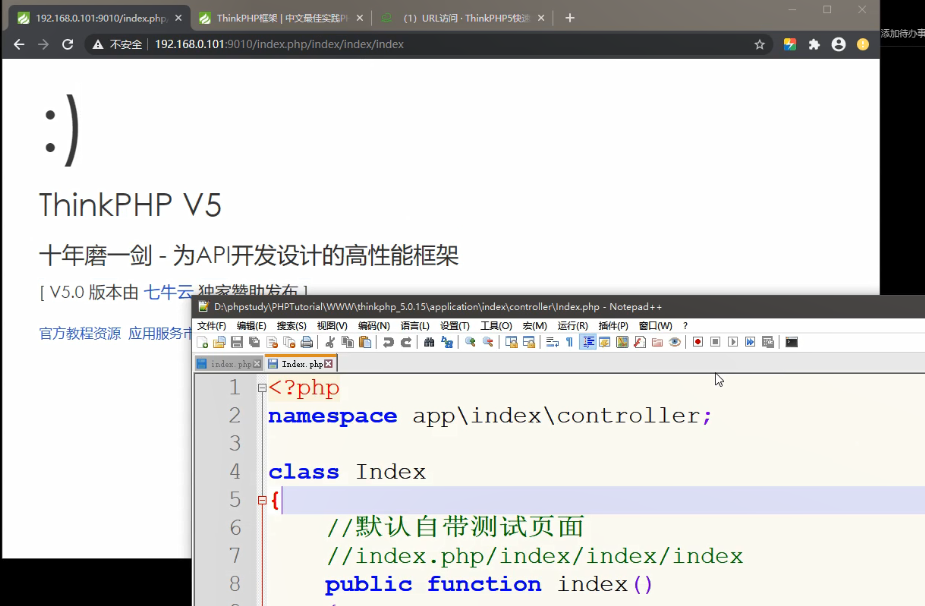 192.168.0.101:9010/index.php,
ThinkPHP框架 | 中文最佳实践P
（1）URL访问 · ThinkPHP5快速
添加待办事
不安全 192.168.0.101:9010/index.php/index/index/index
:)
ThinkPHP V5
十年磨一剑 - 为API开发设计的高性能框架
[ V5.0 版本由 七牛云 独家赞助发布 ]
官方教程资源 应用服务市
D:\phpstudy\PHPTutorial\WWW\thinkphp_5.0.15\application\index\controller\Index.php - Notepad++
文件(F) 编辑(E) 搜索(S) 视图(V) 编码(N) 语言(L) 设置(T) 工具(O) 宏(M) 运行(R) 插件(P) 窗口(W) ?
index.php Index.php
1 <?php
2 namespace app\index\controller;
3
4 class Index
5 {
6 //默认自带测试页面
7 //index.php/index/index/index
8 public function index()